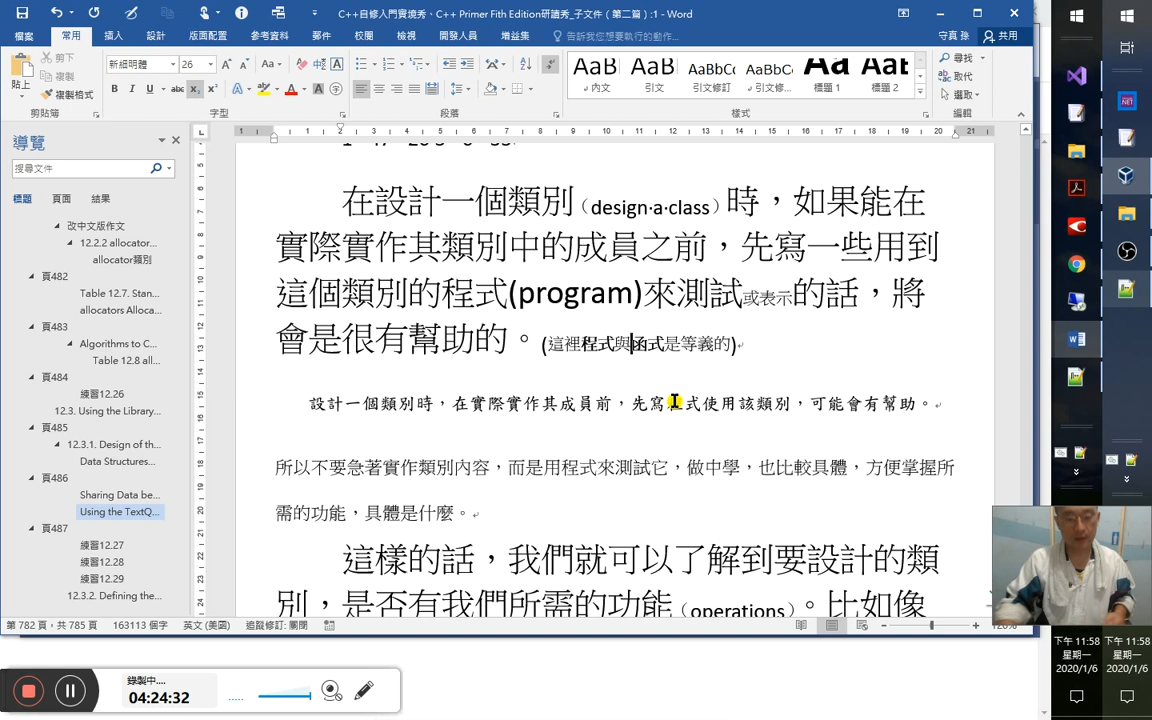 C++自修入門實境秀、C++ Primer Fith Edition研讀秀_子文件（第二篇）:1 - Word
檔案 常用 插入 設計 版面配置 參考資料 郵件 校閱 檢視 開發人員 增益集 告訴我您想要執行的動作... 守真 孫 共用
貼上 剪下
複製
複製格式
剪貼簿
新細明體 26
字型
段落
AaB AaB AaBbC AaBbC Aa Aat
內文 引文 引文修訂 引文修... 標題 1 標題 2
樣式
尋找
取代
選取
編輯
導覽
搜尋文件
標題 頁面 結果
改中文版作文
12.2.2 allocator...
allocator類別
頁482
Table 12.7. Stan...
allocators Alloca...
頁483
Algorithms to C...
Table 12.8 all...
頁484
練習12.26
12.3. Using the Library...
頁485
12.3.1. Design of th...
Data Structures...
頁486
Sharing Data be...
Using the TextQ...
頁487
練習12.27
練習12.28
練習12.29
12.3.2. Defining the...
在設計一個類別（design·a·class）時，如果能在
實際實作其類別中的成員之前，先寫一些用到
這個類別的程式(program)來測試或表示的話，將
會是很有幫助的。(這裡程式與函式是等義的)
設計一個類別時，在實際實作其成員前，先寫程式使用該類別，可能會有幫助。
所以不要急著實作類別內容，而是用程式來測試它，做中學，也比較具體，方便掌握所
需的功能，具體是什麼。
這樣的話，我們就可以了解到要設計的類
別，是否有我們所需的功能（operations）。比如像
第 782 頁，共 785 頁 163113 個字 英文 (美國) 追蹤修訂: 關閉
錄製中....
04:24:32
下午 11:58
星期一
2020/1/6
下午 11:58
星期一
2020/1/6